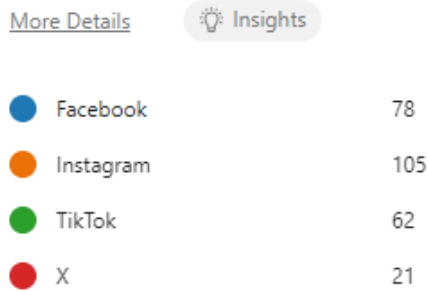 More Details Insights
Facebook 78
Instagram 105
TikTok 62
X 21